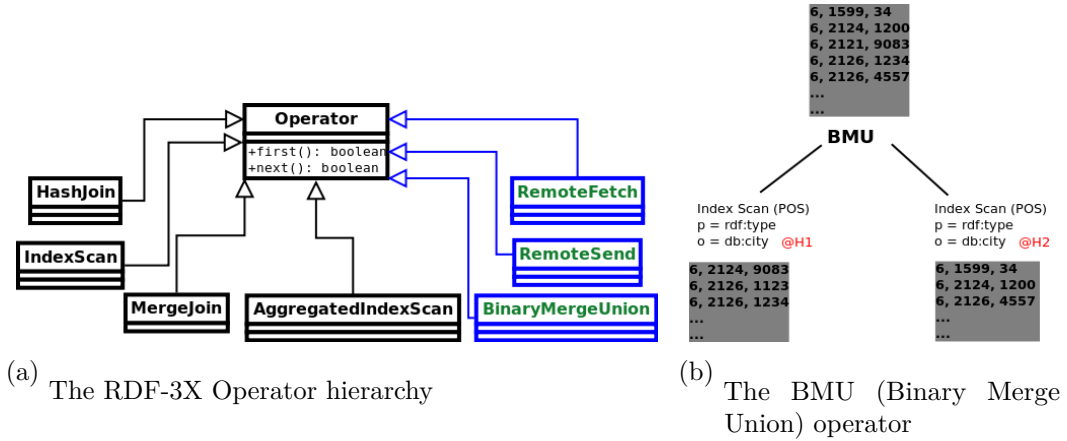 Operator
+first(): boolean
+next(): boolean
HashJoin
IndexScan
MergeJoin
AggregatedIndexScan
RemoteFetch
RemoteSend
BinaryMergeUnion
(a) The RDF-3X Operator hierarchy
6, 1599, 34
6, 2124, 1200
6, 2121, 9083
6, 2126, 1234
6, 2126, 4557
...
...
BMU
Index Scan (POS)
p = rdf:type
o = db:city @H1
6, 2124, 9083
6, 2126, 1123
6, 2126, 1234
...
...
Index Scan (POS)
p = rdf:type
o = db:city @H2
6, 1599, 34
6, 2124, 1200
6, 2126, 4557
...
...
(b) The BMU (Binary Merge
Union) operator